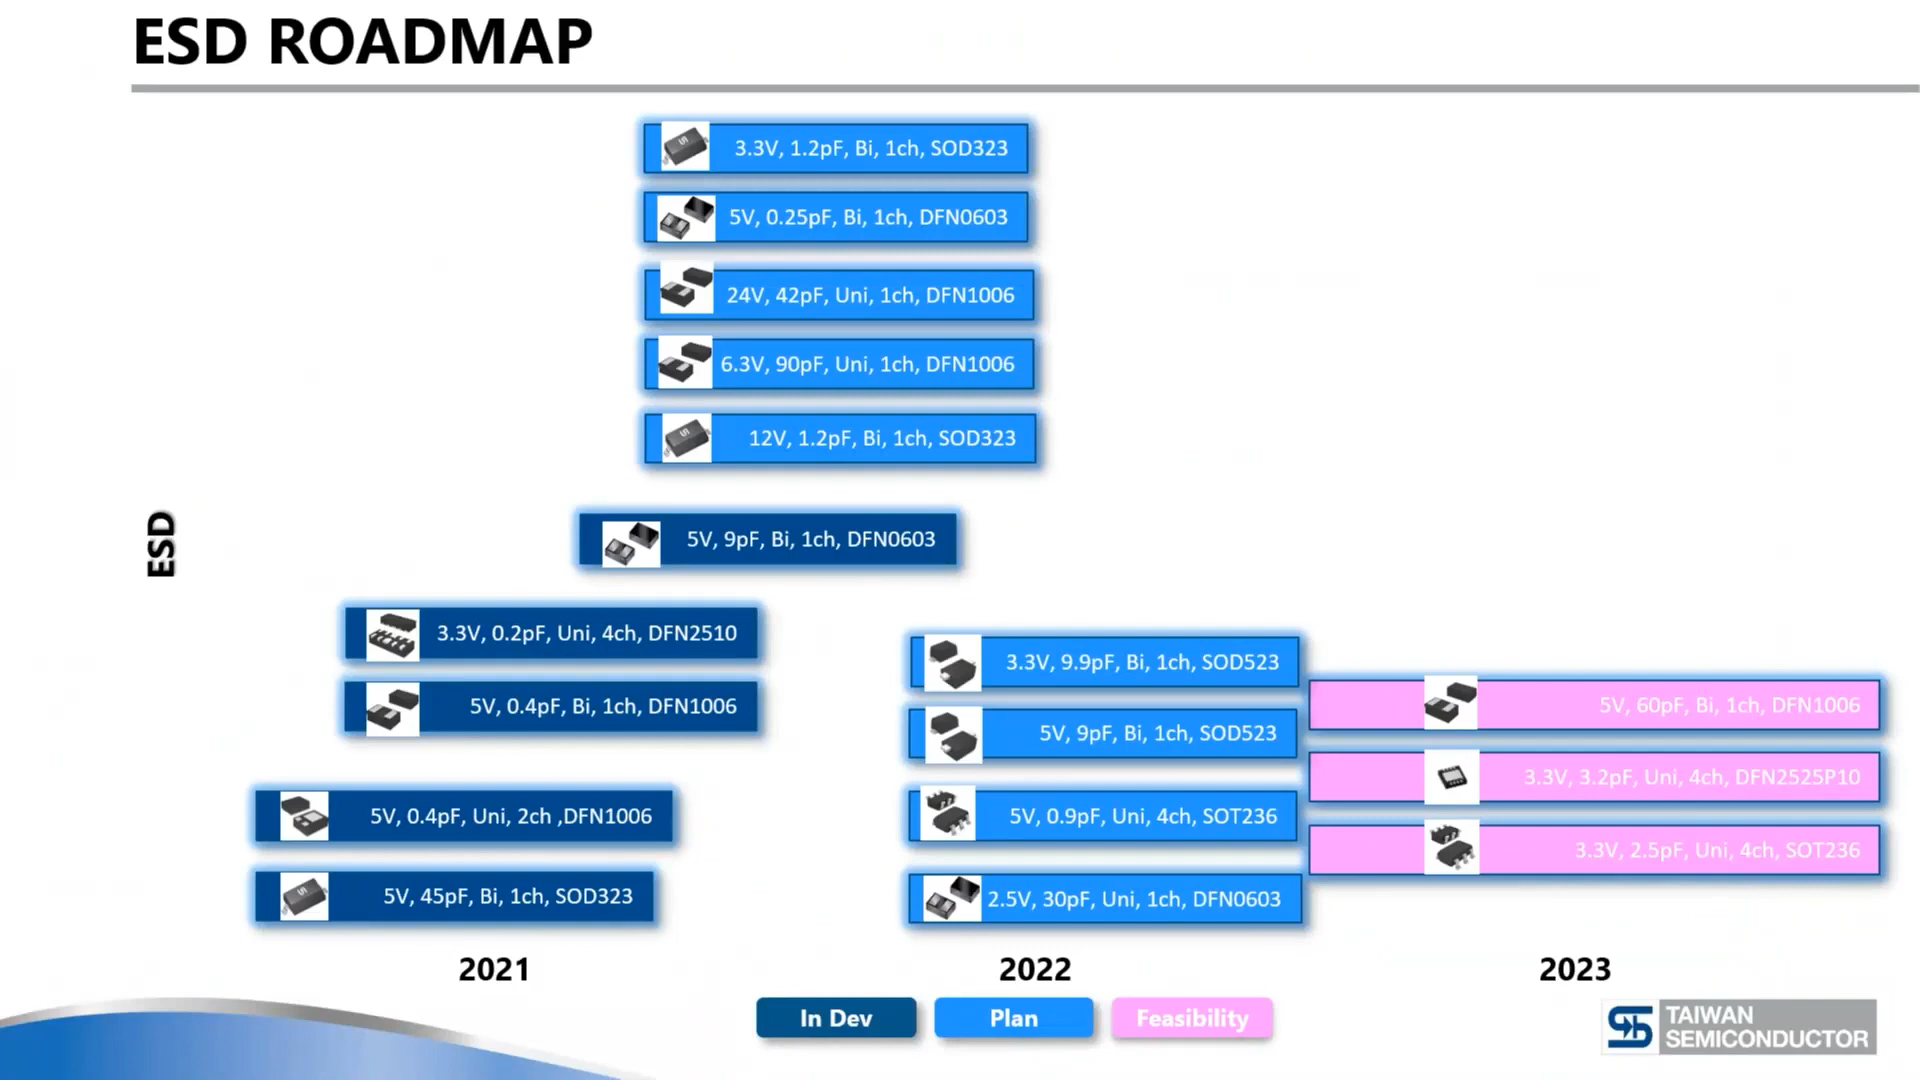 ESD ROADMAP
3.3V, 1.2pF, Bi, 1ch, SOD323
5V, 0.25pF, Bi, 1ch, DFN0603
24V, 42pF, Uni, 1ch, DFN1006
6.3V, 90pF, Uni, 1ch, DFN1006
12V, 1.2pF, Bi, 1ch, SOD323
ESD
5V, 9pF, Bi, 1ch, DFN0603
3.3V, 0.2pF, Uni, 4ch, DFN2510
5V, 0.4pF, Bi, 1ch, DFN1006
5V, 0.4pF, Uni, 2ch ,DFN1006
5V, 45pF, Bi, 1ch, SOD323
3.3V, 9.9pF, Bi, 1ch, SOD523
5V, 9pF, Bi, 1ch, SOD523
5V, 0.9pF, Uni, 4ch, SOT236
2.5V, 30pF, Uni, 1ch, DFN0603
5V, 60pF, Bi, 1ch, DFN1006
3.3V, 3.2pF, Uni, 4ch, DFN2525P10
3.3V, 2.5pF, Uni, 4ch, SOT236
2021
2022
2023
In Dev
Plan
Feasibility
TAIWAN
SEMICONDUCTOR